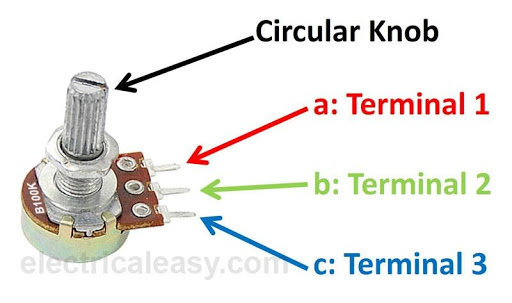 Circular Knob
a: Terminal 1
b: Terminal 2
B100K
c: Terminal 3
electricaleasy.com